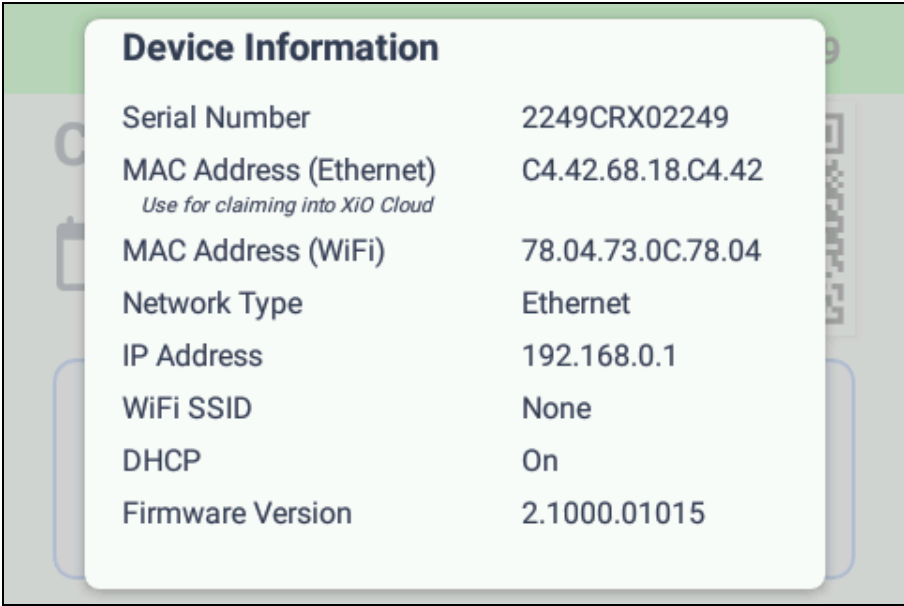 Device Information
Serial Number 2249CRX02249
MAC Address (Ethernet) C4.42.68.18.C4.42
Use for claiming into XiO Cloud
MAC Address (WiFi) 78.04.73.0C.78.04
Network Type Ethernet
IP Address 192.168.0.1
WiFi SSID None
DHCP On
Firmware Version 2.1000.01015